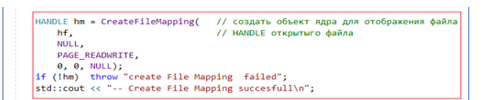 HANDLE hm = CreateFileMapping( // создать объект ядра для отображения файла
hf, // HANDLE открытыго файла
NULL,
PAGE_READWRITE,
0, 0, NULL);
if (!hm) throw "create File Mapping failed";
std::cout << "-- Create File Mapping succesfull\n";